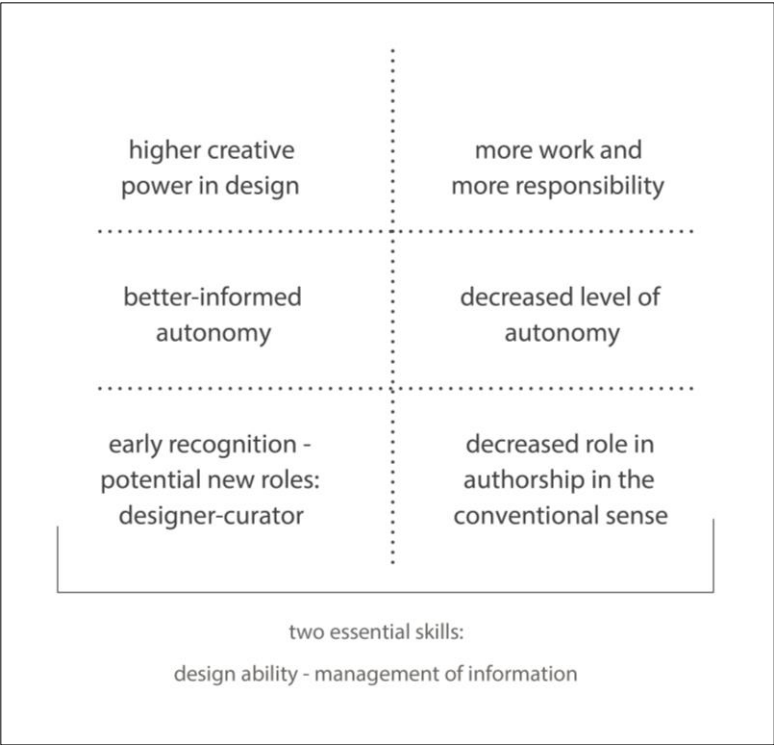 higher creative
power in design
more work and
more responsibility
better-informed
autonomy
decreased level of
autonomy
early recognition -
potential new roles:
designer-curator
decreased role in
authorship in the
conventional sense
two essential skills:
design ability - management of information